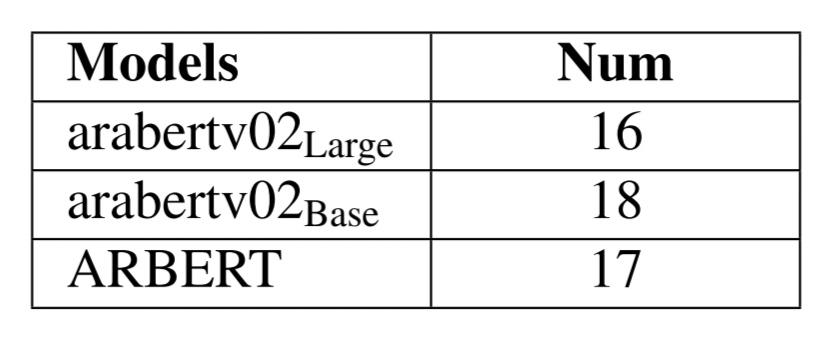 Models Num
arabertv02Large 16
arabertv02Base 18
ARBERT 17